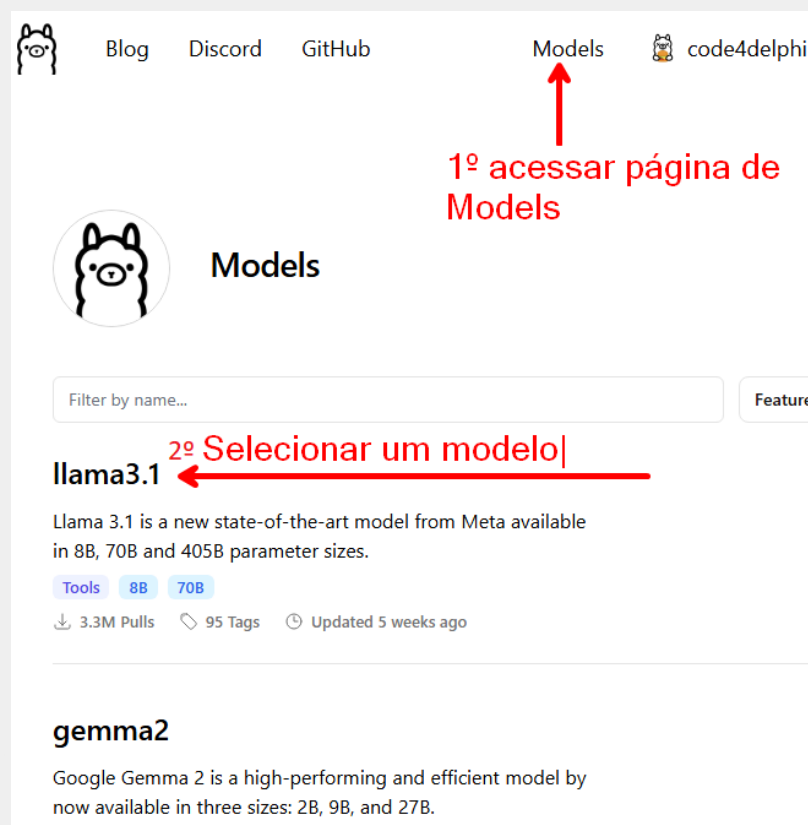 Blog Discord GitHub Models code4delphi
1º acessar página de
Models
Models
Filter by name...
Feature
2º Selecionar um modelo
llama3.1
Llama 3.1 is a new state-of-the-art model from Meta available
in 8B, 70B and 405B parameter sizes.
Tools 8B 70B
3.3M Pulls 95 Tags Updated 5 weeks ago
gemma2
Google Gemma 2 is a high-performing and efficient model by
now available in three sizes: 2B, 9B, and 27B.